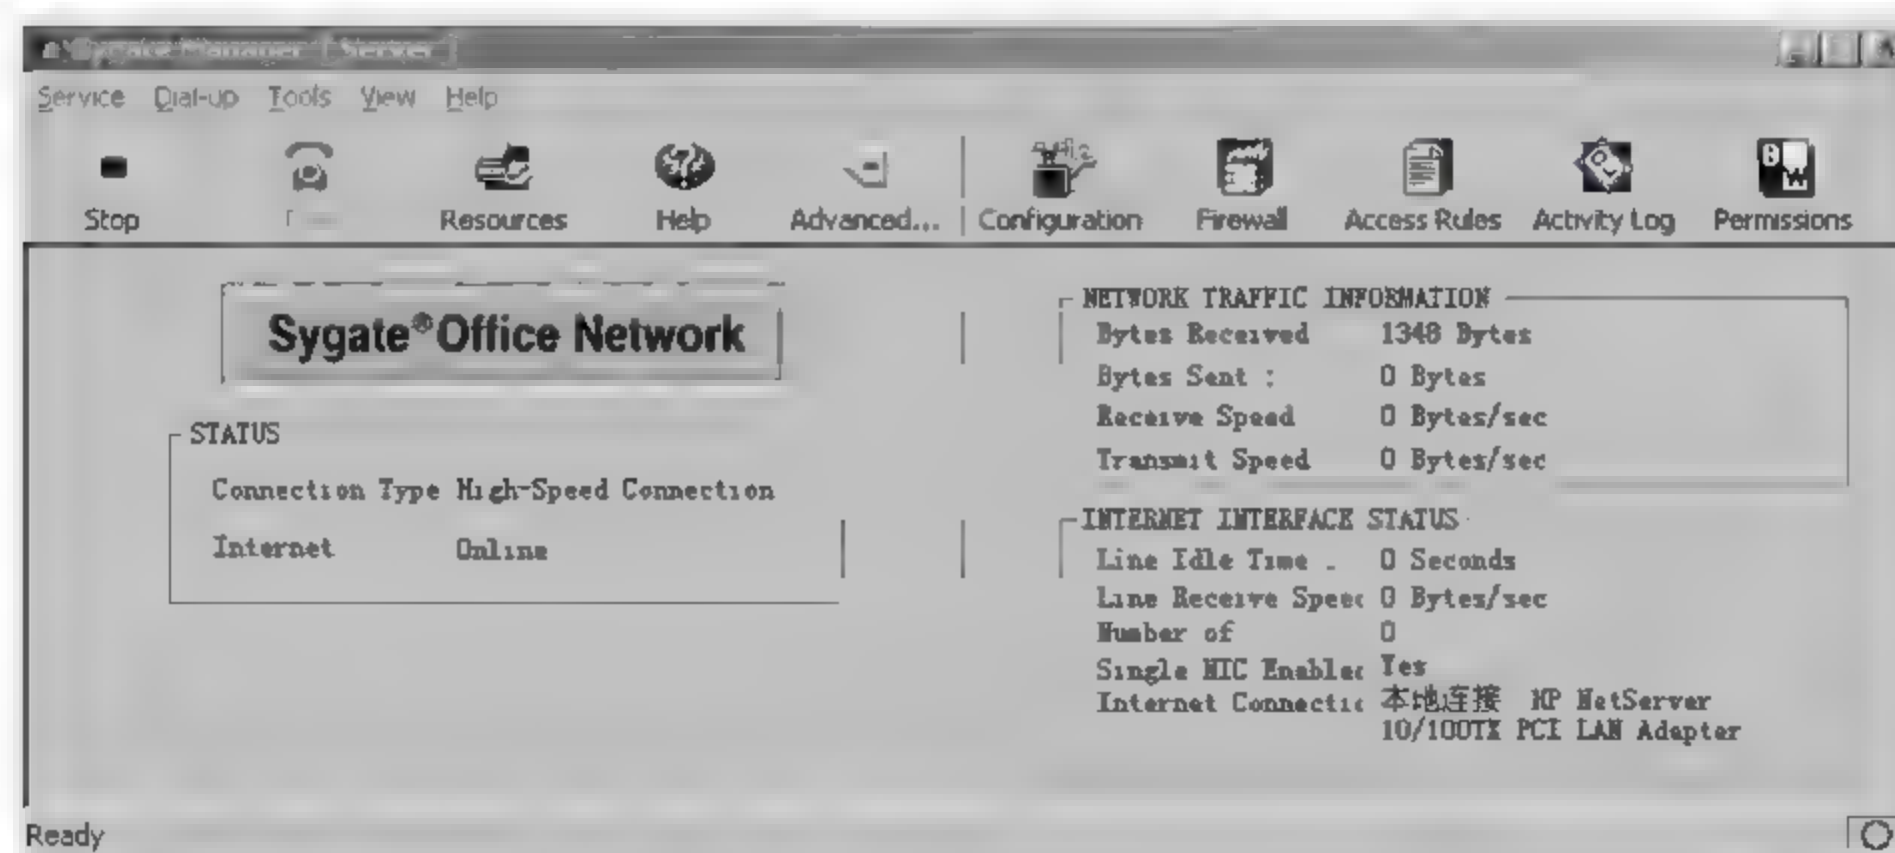 Sygate Manager [ Server ]
Service Dial-up Tools View Help
Stop Resources Help Advanced... Configuration Firewall Access Rules Activity Log Permissions
Sygate® Office Network
STATUS
Connection Type High-Speed Connection
Internet Online
NETWORK TRAFFIC INFORMATION
Bytes Received 1348 Bytes
Bytes Sent : 0 Bytes
Receive Speed 0 Bytes/sec
Transmit Speed 0 Bytes/sec
INTERNET INTERFACE STATUS
Line Idle Time . 0 Seconds
Line Receive 0 Bytes/sec
Number of 0
Single NIC Yes
Internet 本地连接 HP NetServer
10/100TX PCI LAN Adapter
Ready